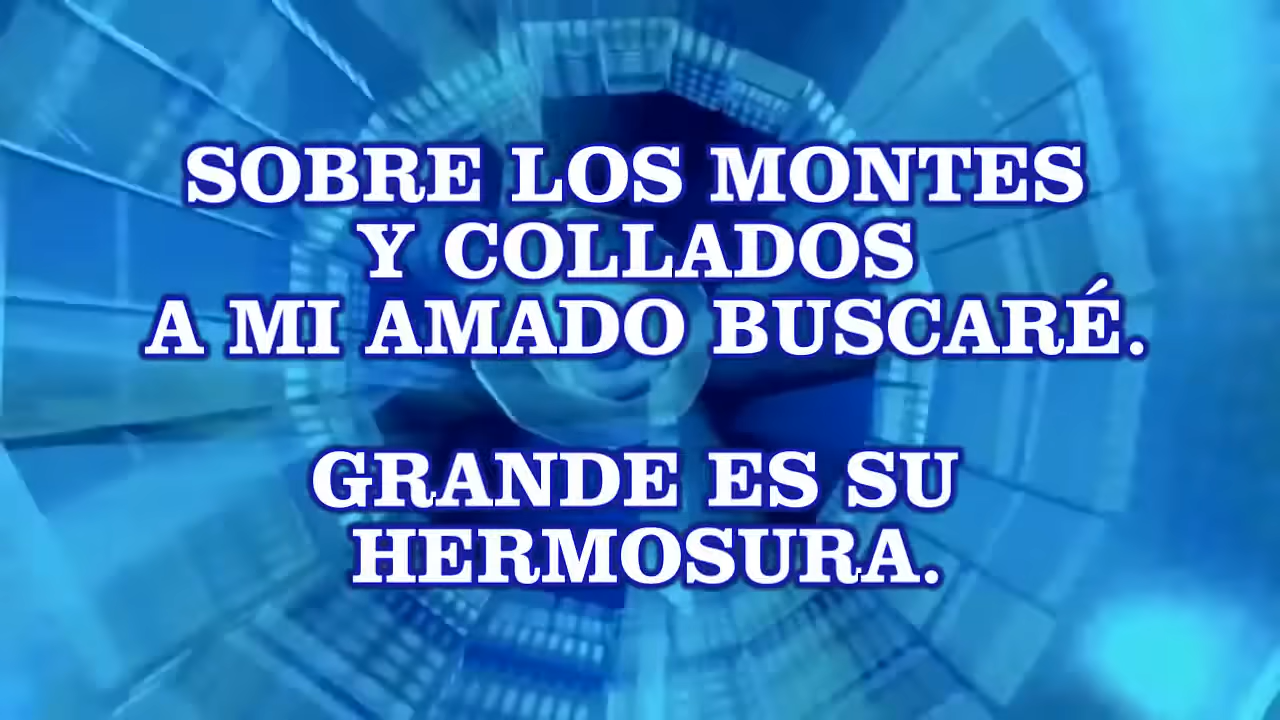 SOBRE LOS MONTES
Y COLLADOS
A MI AMADO BUSCARÉ.
GRANDE ES SU
HERMOSURA.